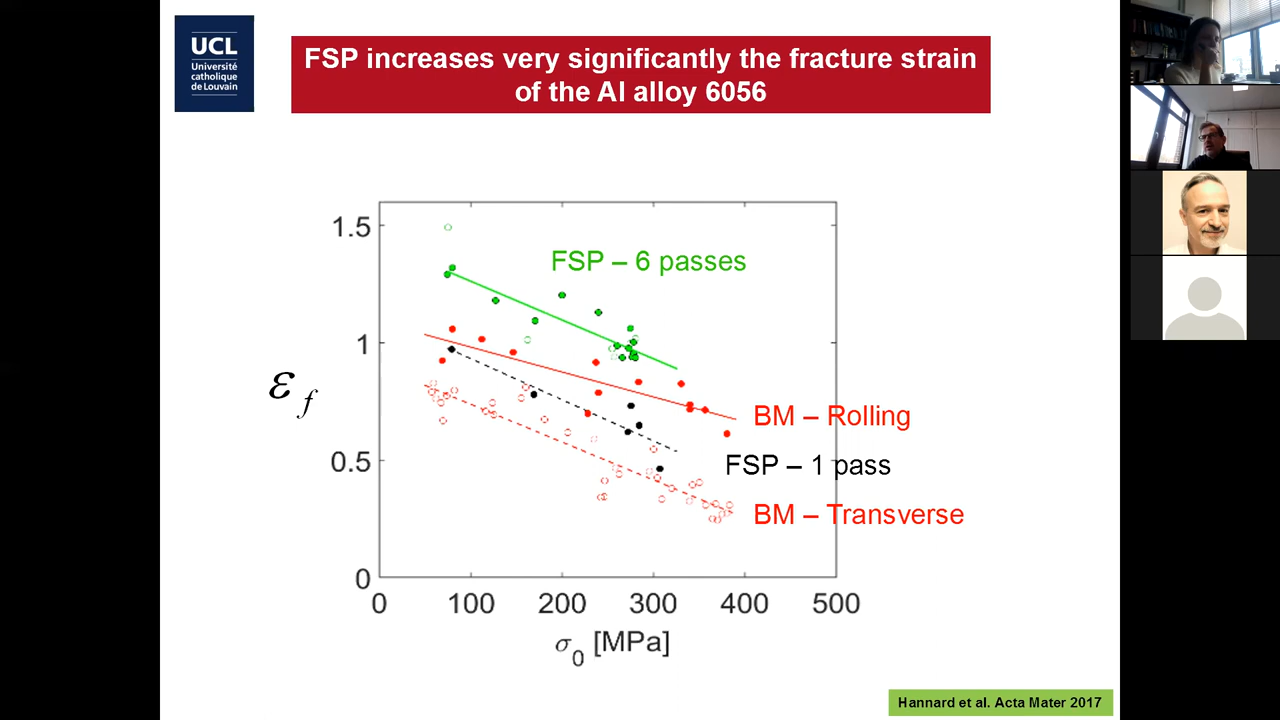 UCL
Université
catholique
de Louvain
FSP increases very significantly the fracture strain
of the Al alloy 6056
1.5
1
0.5
0
ε_f
FSP – 6 passes
BM – Rolling
FSP – 1 pass
BM – Transverse
0 100 200 300 400 500
σ_0 [MPa]
Hannard et al. Acta Mater 2017